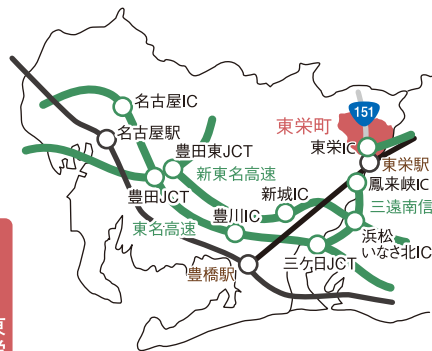 151
名古屋IC
東栄町
名古屋駅
東栄IC
豊田東JCT
東栄駅
新東名高速
鳳来峡IC
豊田JCT
新城IC
三遠南信
東名高速
豊川IC
浜松
いなさ北IC
豊橋駅
三ケ日JCT